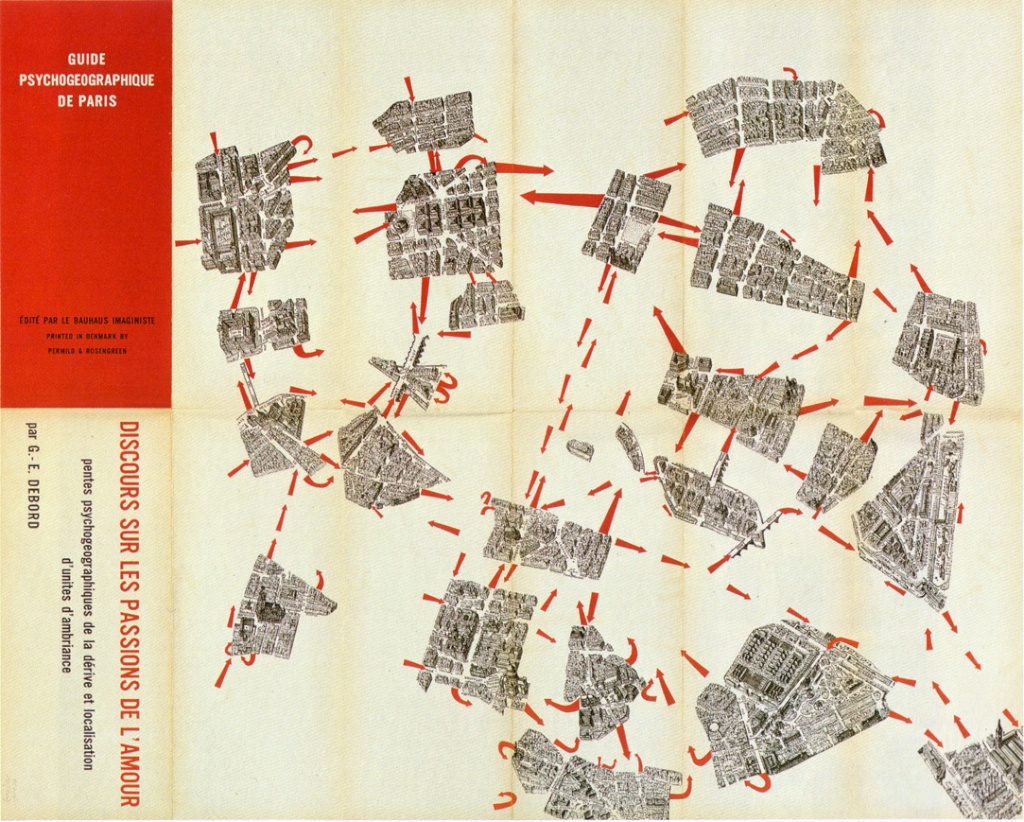 GUIDE
PSYCHOGEOGRAPHIQUE
DE PARIS
ÉDITÉ PAR LE BAUHAUS IMAGINISTE
PRINTED IN DENMARK BY
PERMILD & ROSENGREEN
DISCOURS SUR LES PASSIONS DE L'AMOUR
pentes psychogeographiques de la dérive et localisation
d'unites d'ambiance
par G.-E. DEBORD